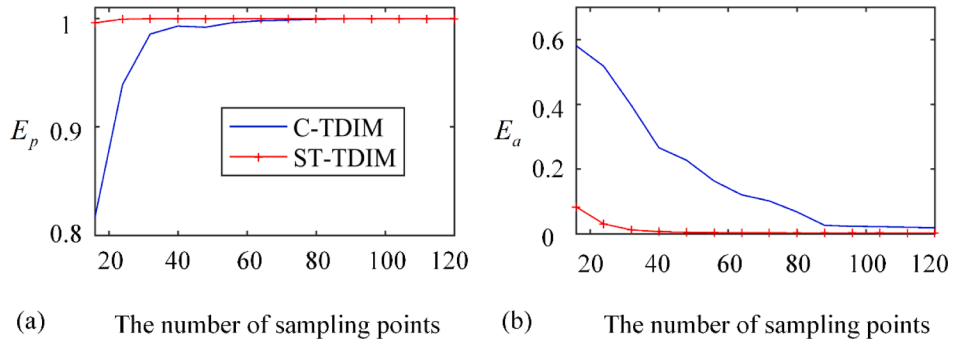 1
0.9
0.8
E_p
C-TDIM
ST-TDIM
20 40 60 80 100 120
(a) The number of sampling points
0.6
0.4
0.2
0
E_a
20 40 60 80 100 120
(b) The number of sampling points